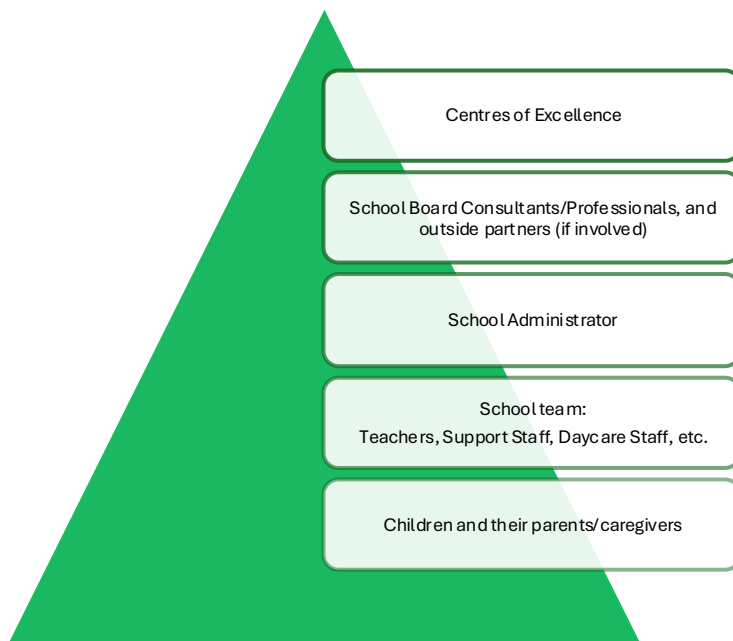 Centres of Excellence
School Board Consultants/Professionals, and
outside partners (if involved)
School Administrator
School team:
Teachers, Support Staff, Daycare Staff, etc.
Children and their parents/caregivers